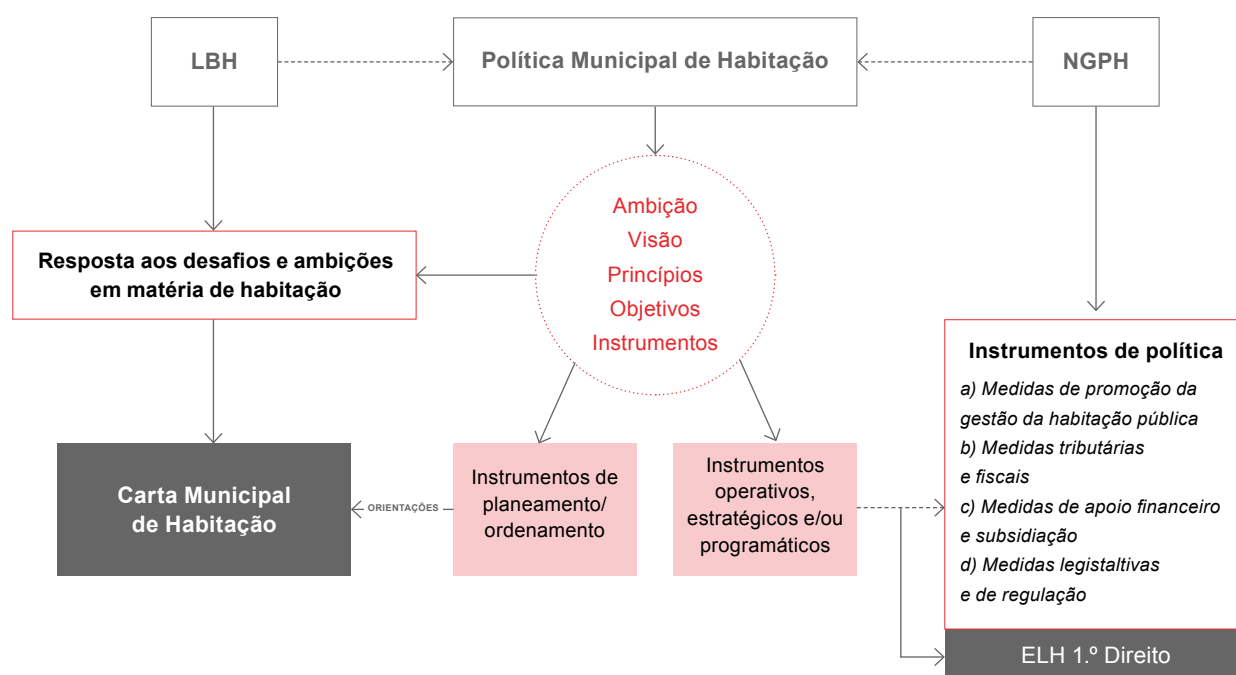 LBH
Política Municipal de Habitação
NGPH
Ambição
Visão
Princípios
Objetivos
Instrumentos
Resposta aos desafios e ambições
em matéria de habitação
Carta Municipal
de Habitação
ORIENTAÇÕES
Instrumentos de
planeamento/
ordenamento
Instrumentos
operativos,
estratégicos e/ou
programáticos
Instrumentos de política
a) Medidas de promoção da
gestão da habitação pública
b) Medidas tributárias
e fiscais
c) Medidas de apoio financeiro
e subsidiação
d) Medidas legistaltivas
e de regulação
ELH 1.º Direito